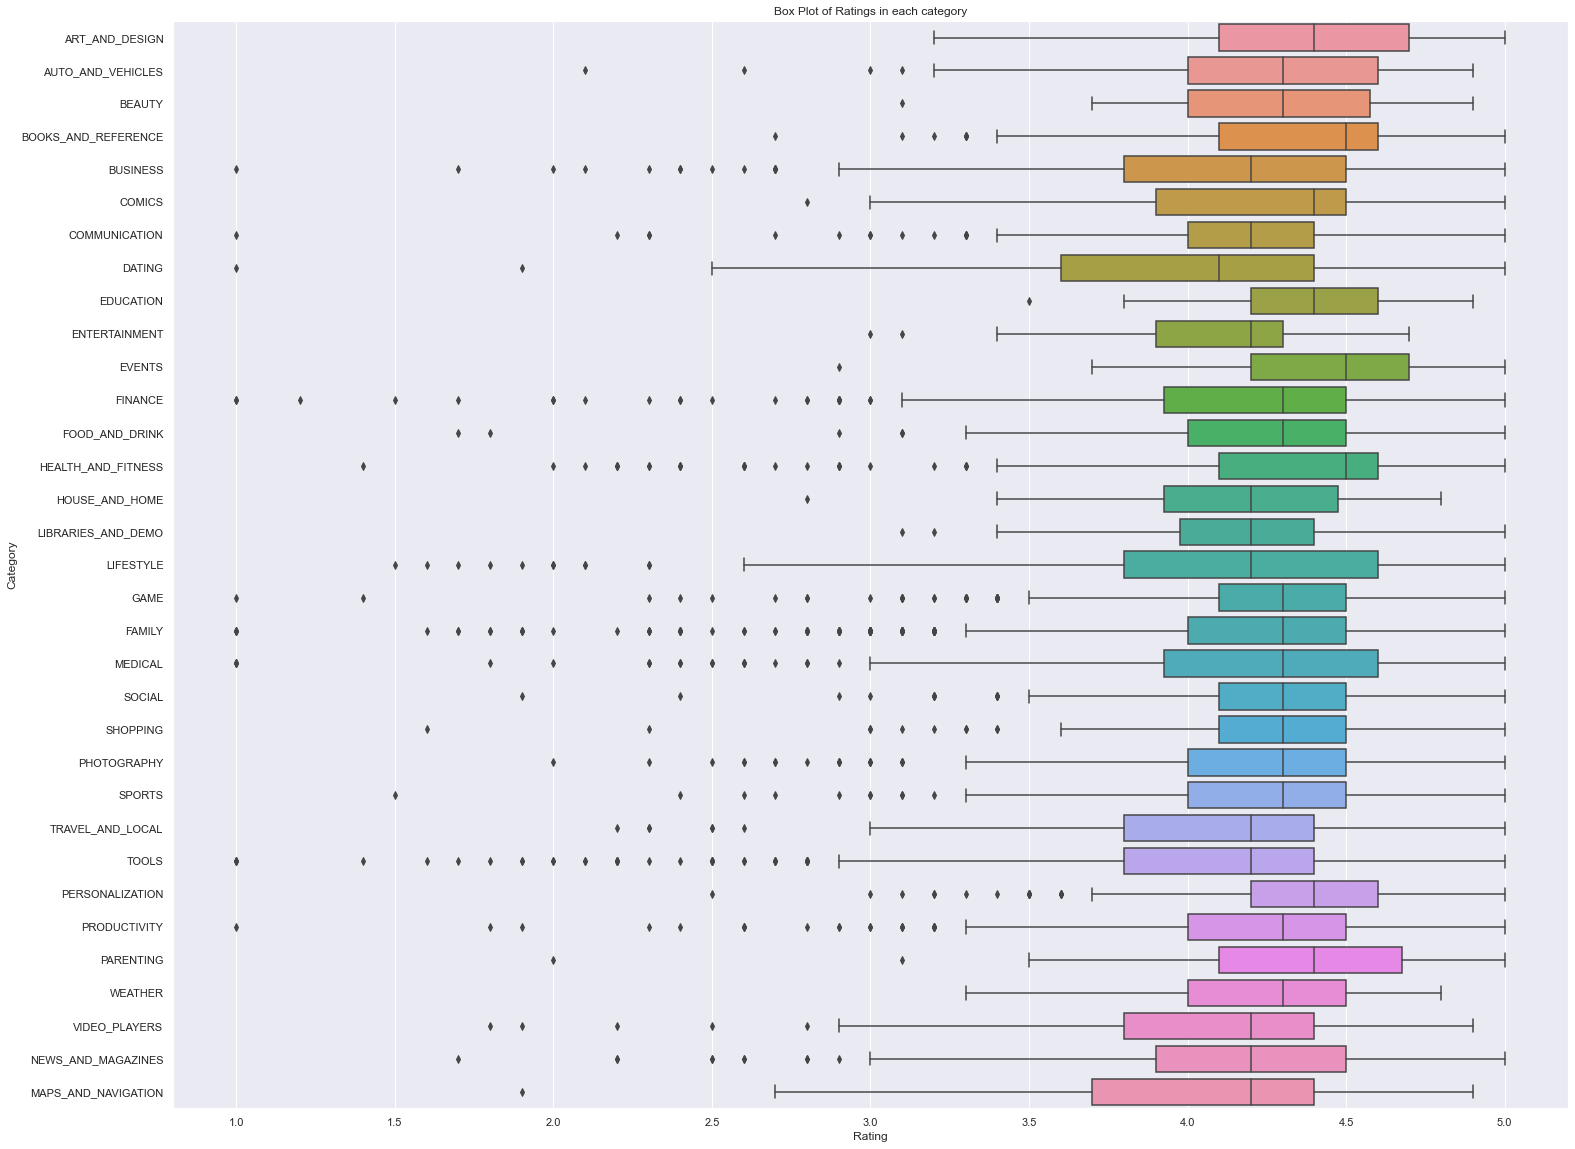 Box Plot of Ratings in each category
ART_AND_DESIGN
AUTO_AND_VEHICLES
BEAUTY
BOOKS_AND_REFERENCE
BUSINESS
COMICS
COMMUNICATION
DATING
EDUCATION
ENTERTAINMENT
EVENTS
FINANCE
FOOD_AND_DRINK
HEALTH_AND_FITNESS
HOUSE_AND_HOME
LIBRARIES_AND_DEMO
LIFESTYLE
GAME
FAMILY
MEDICAL
SOCIAL
SHOPPING
PHOTOGRAPHY
SPORTS
TRAVEL_AND_LOCAL
TOOLS
PERSONALIZATION
PRODUCTIVITY
PARENTING
WEATHER
VIDEO_PLAYERS
NEWS_AND_MAGAZINES
MAPS_AND_NAVIGATION
Category
1.0 1.5 2.0 2.5 3.0 3.5 4.0 4.5 5.0
Rating